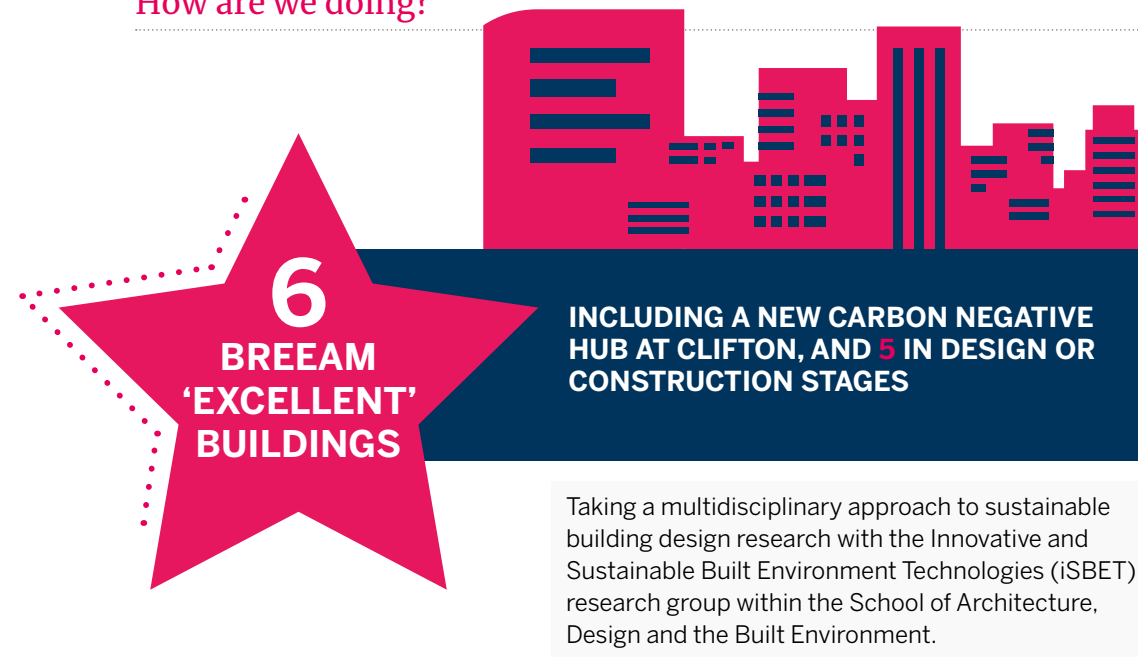 How are we doing?
6
BREEAM
‘EXCELLENT’
BUILDINGS
INCLUDING A NEW CARBON NEGATIVE
HUB AT CLIFTON, AND 5 IN DESIGN OR
CONSTRUCTION STAGES
Taking a multidisciplinary approach to sustainable
building design research with the Innovative and
Sustainable Built Environment Technologies (iSBET)
research group within the School of Architecture,
Design and the Built Environment.